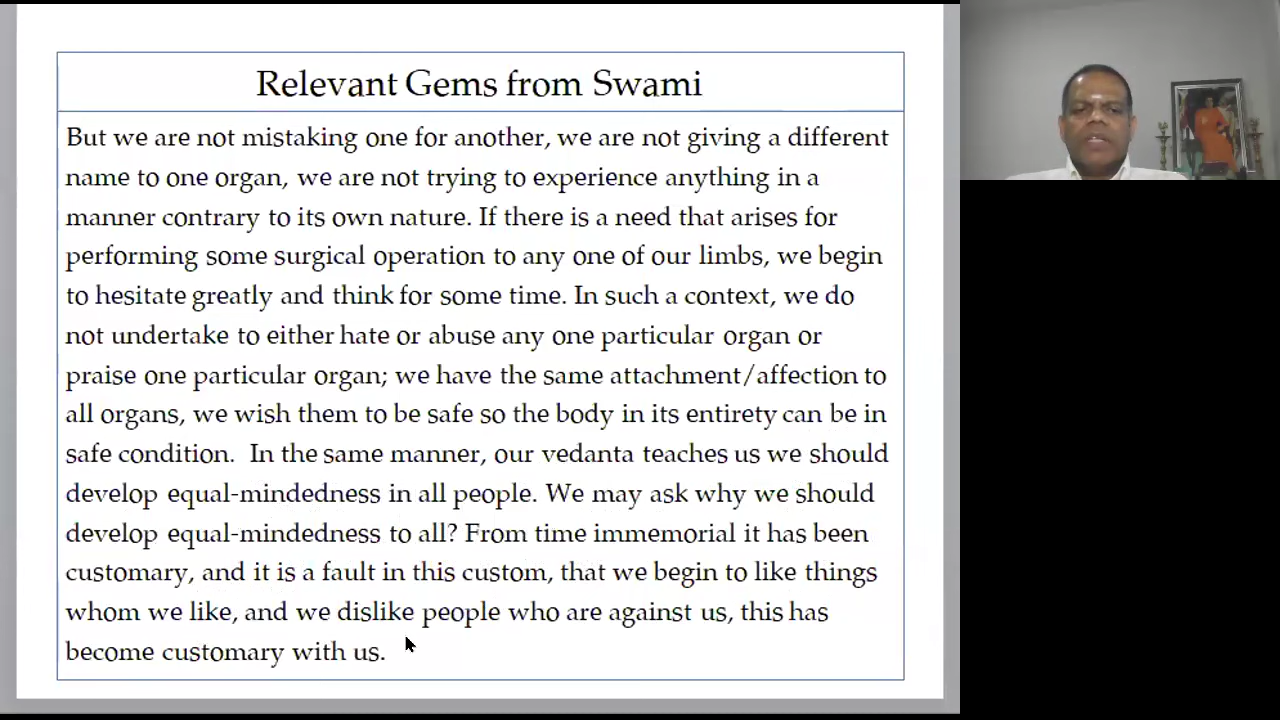 Relevant Gems from Swami
But we are not mistaking one for another, we are not giving a different
name to one organ, we are not trying to experience anything in a
manner contrary to its own nature. If there is a need that arises for
performing some surgical operation to any one of our limbs, we begin
to hesitate greatly and think for some time. In such a context, we do
not undertake to either hate or abuse any one particular organ or
praise one particular organ; we have the same attachment/affection to
all organs, we wish them to be safe so the body in its entirety can be in
safe condition.  In the same manner, our vedanta teaches us we should
develop equal-mindedness in all people. We may ask why we should
develop equal-mindedness to all? From time immemorial it has been
customary, and it is a fault in this custom, that we begin to like things
whom we like, and we dislike people who are against us, this has
become customary with us.